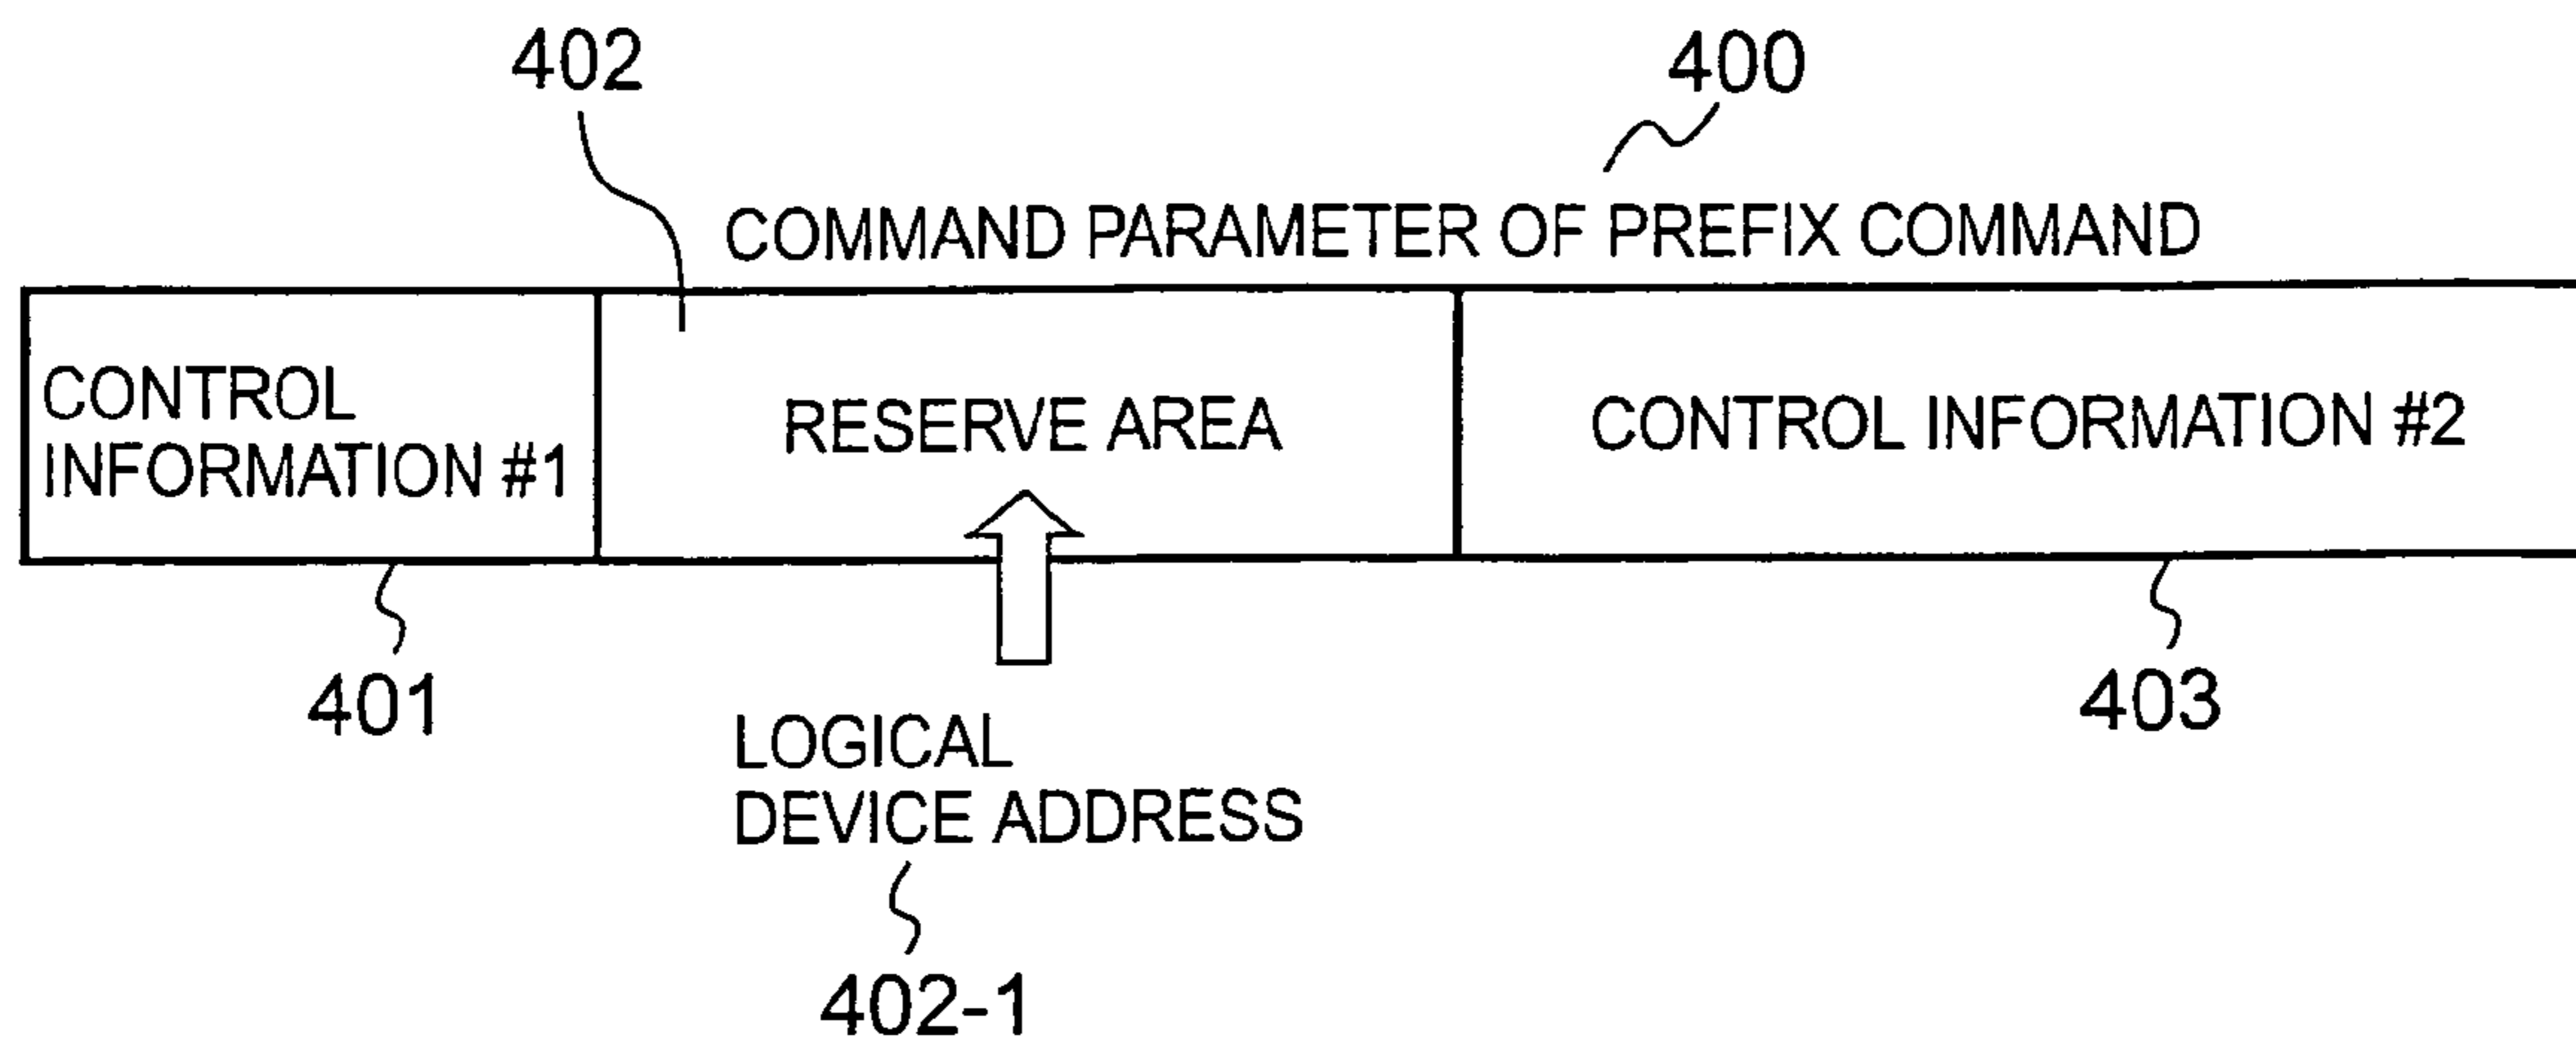 402
400
COMMAND PARAMETER OF PREFIX COMMAND
CONTROL
INFORMATION #1
RESERVE AREA
CONTROL INFORMATION #2
401
403
LOGICAL
DEVICE ADDRESS
402-1